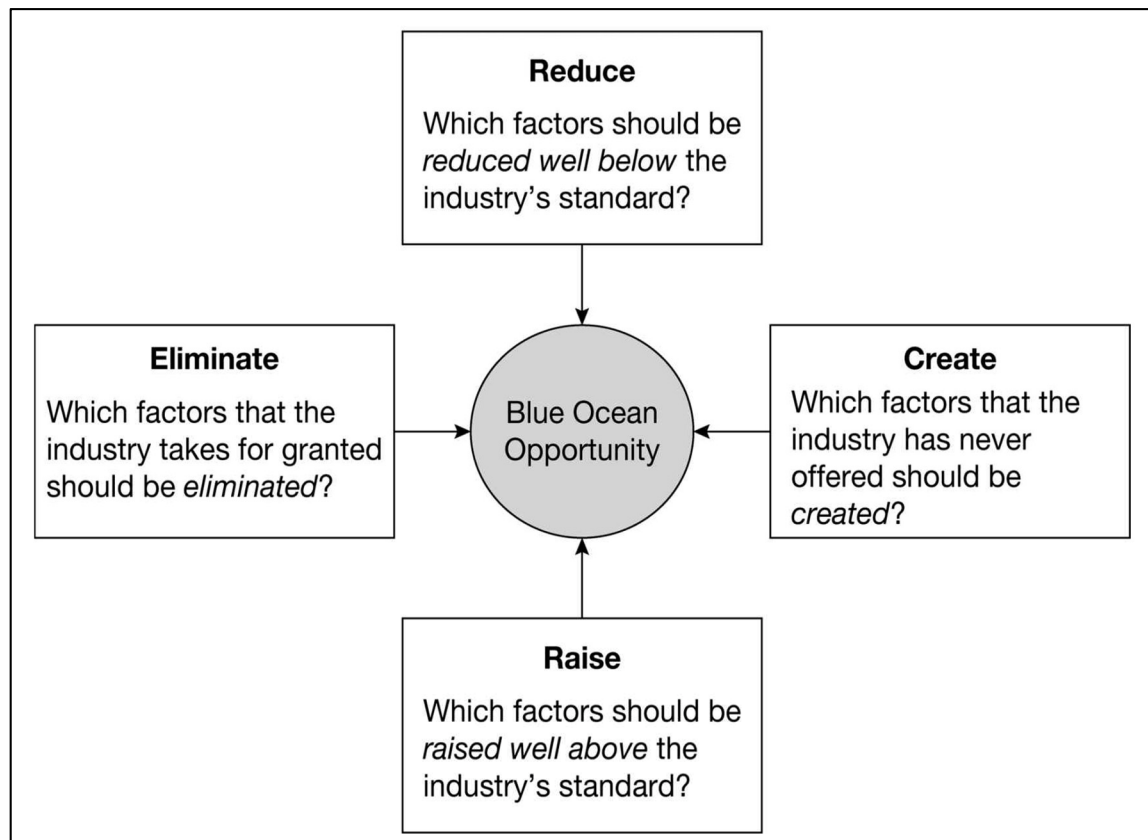 Reduce
Which factors should be
reduced well below the
industry’s standard?
Eliminate
Which factors that the
industry takes for granted
should be eliminated?
Blue Ocean
Opportunity
Create
Which factors that the
industry has never
offered should be
created?
Raise
Which factors should be
raised well above the
industry’s standard?